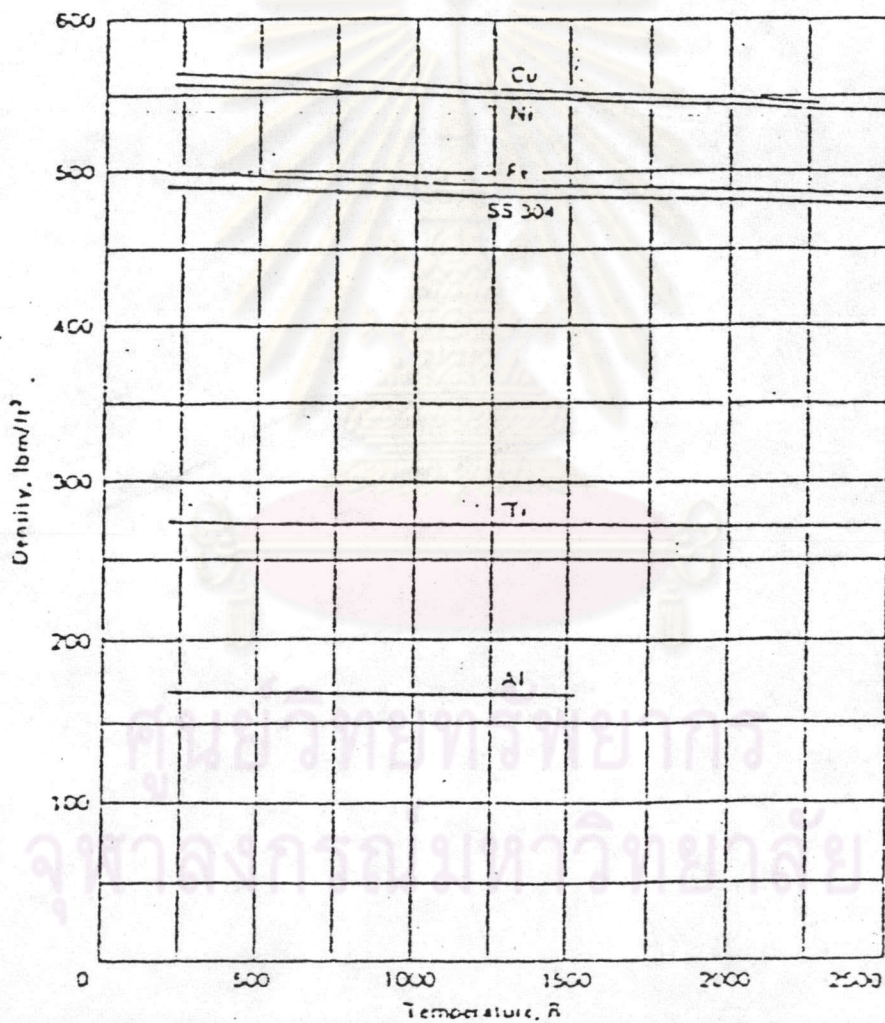 600
Cu
Ni
500
Fe
SS 304
400
Density, lbm/ft³
300
Ti
200
Al
ศูนย์วิทยทรัพยากร
100
จุฬาลงกรณ์มหาวิทยาลัย
0 500 1000 1500 2000 2500
Temperature, R